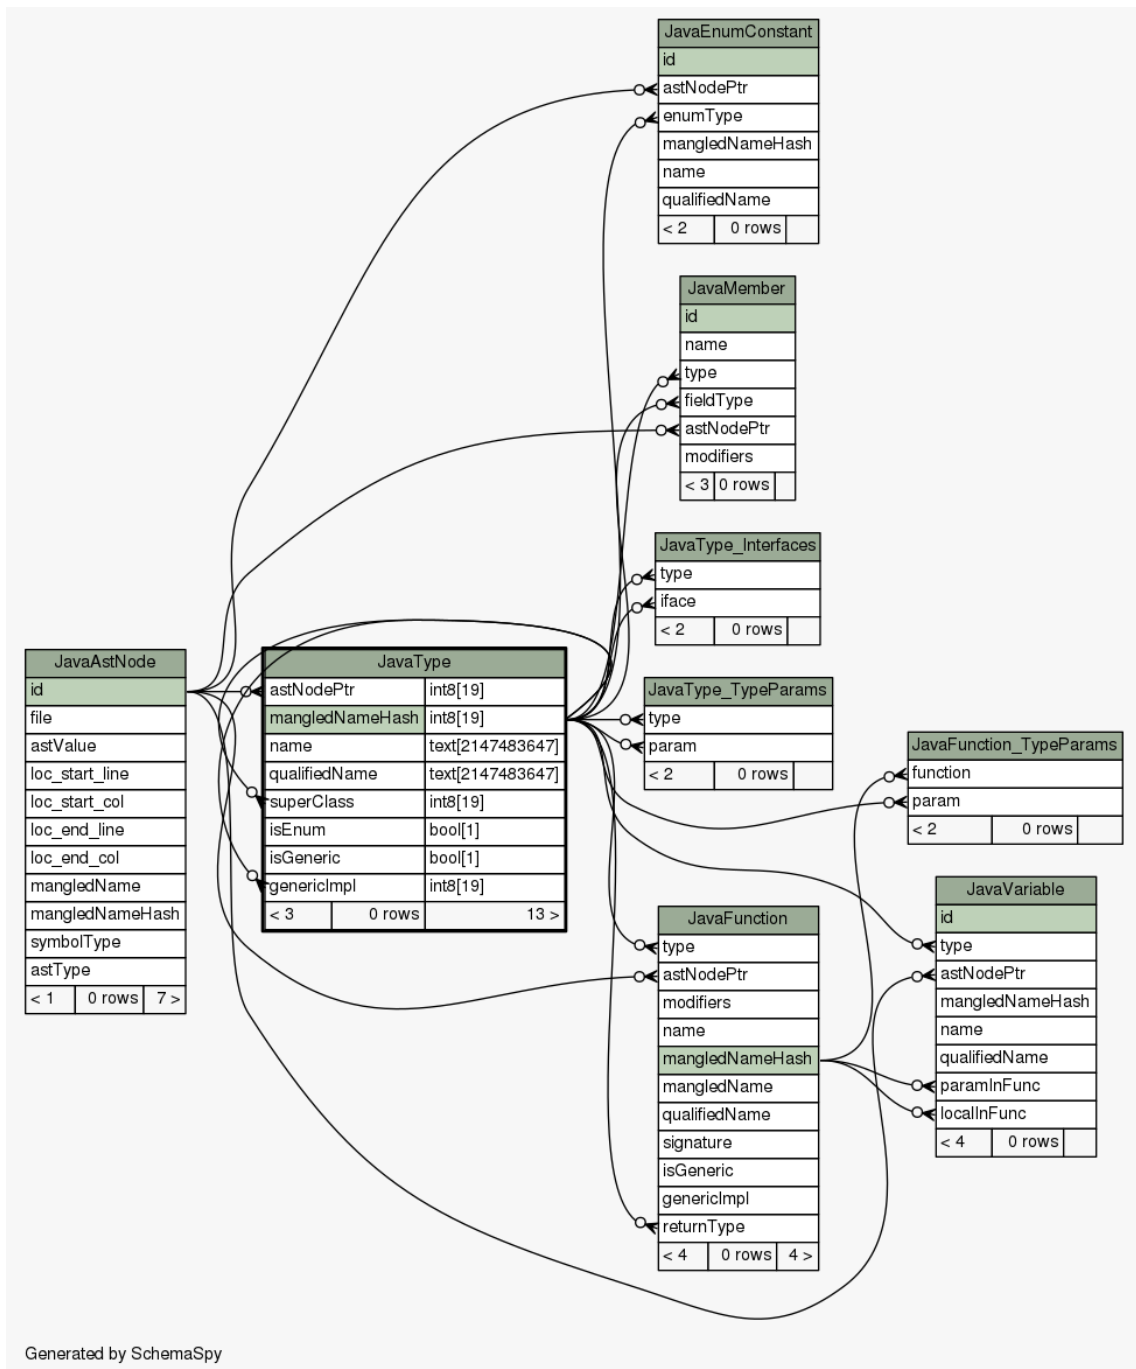 JavaEnumConstant
id
astNodePtr
enumType
mangledNameHash
name
qualifiedName
< 2 0 rows
JavaMember
id
name
type
fieldType
astNodePtr
modifiers
< 3 0 rows
JavaType_Interfaces
type
iface
< 2 0 rows
JavaAstNode
id
file
astValue
loc_start_line
loc_start_col
loc_end_line
loc_end_col
mangledName
mangledNameHash
symbolType
astType
< 1 0 rows 7 >
JavaType
astNodePtr int8[19]
mangledNameHash int8[19]
name text[2147483647]
qualifiedName text[2147483647]
superClass int8[19]
isEnum bool[1]
isGeneric bool[1]
genericImpl int8[19]
< 3 0 rows 13 >
JavaType_TypeParams
type
param
< 2 0 rows
JavaFunction_TypeParams
function
param
< 2 0 rows
JavaFunction
type
astNodePtr
modifiers
name
mangledNameHash
mangledName
qualifiedName
signature
isGeneric
genericImpl
returnType
< 4 0 rows 4 >
JavaVariable
id
type
astNodePtr
mangledNameHash
name
qualifiedName
paramInFunc
localInFunc
< 4 0 rows
Generated by SchemaSpy